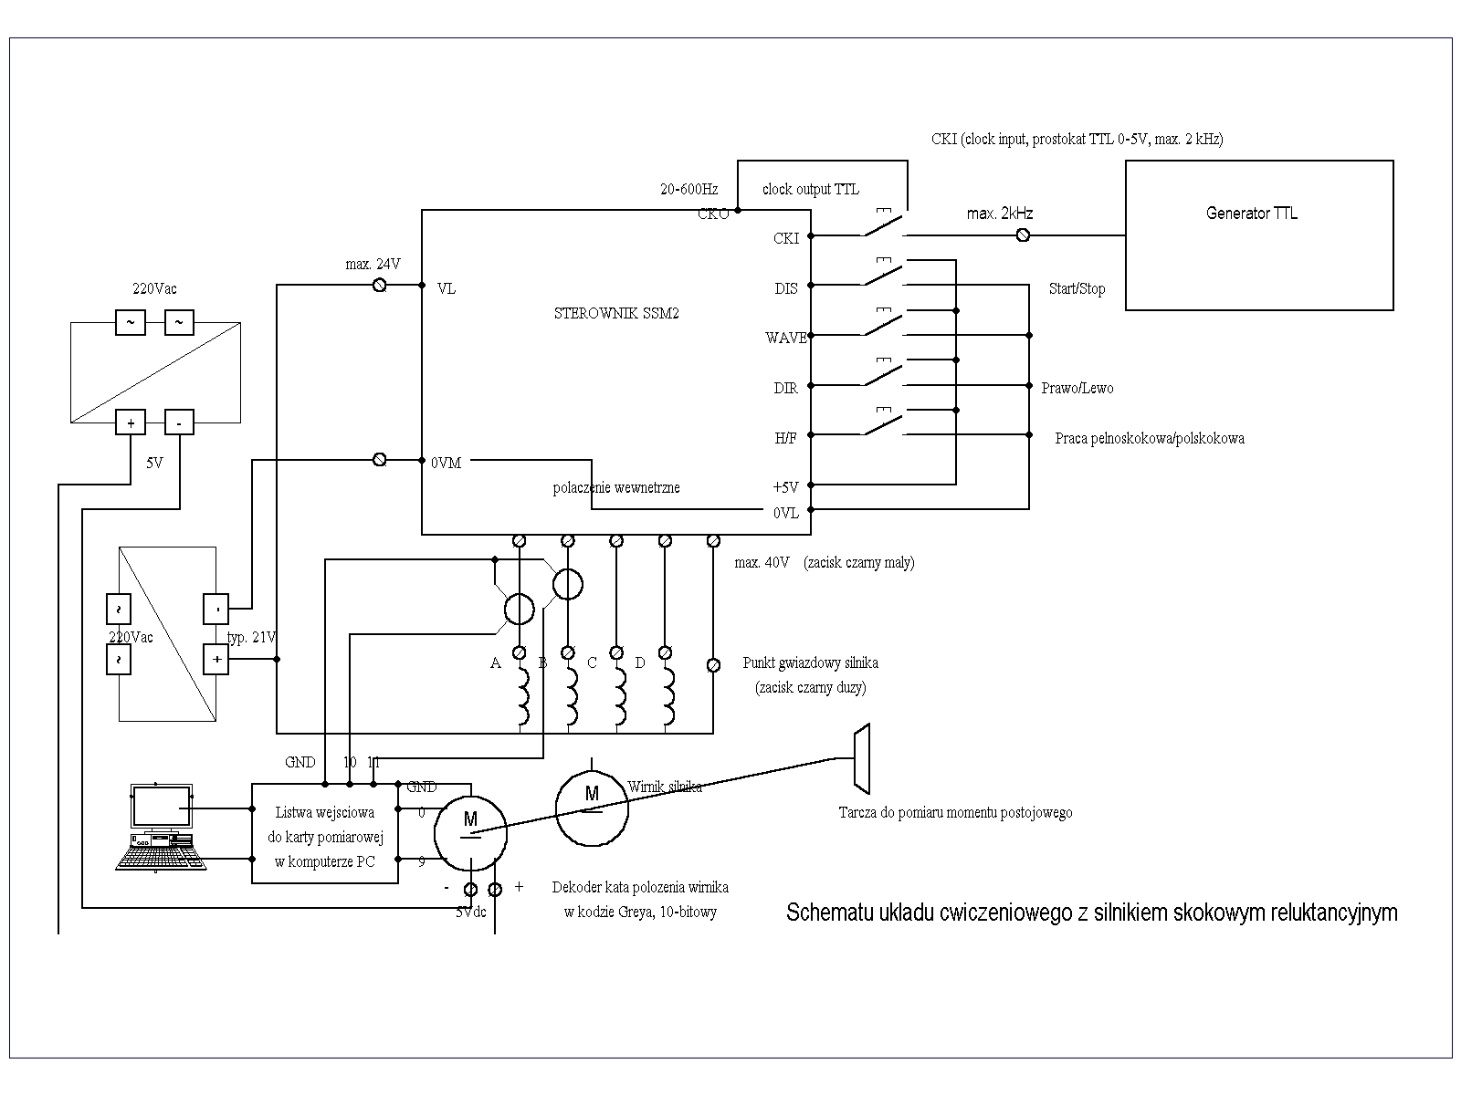 CKI (clock input, prostokat TTL 0-5V, max. 2 kHz)
20-600Hz
clock output TTL
CKO
max. 2kHz
Generator TTL
CKI
max. 24V
220Vac
VL
DIS
Start/Stop
STEROWNIK SSM2
~ ~
WAVE
DIR
Prawo/Lewo
+ -
H/F
Praca pelnoskokowa/polskokowa
5V
0VM
polaczenie wewnetrzne
+5V
0VL
max. 40V (zacisk czarny maly)
~ -
220Vac
typ. 21V
~ +
A B C D
Punkt gwiazdowy silnika
(zacisk czarny duzy)
GND 10 11
GND
M
Wirnik silnika
Listwa wejsciowa
do karty pomiarowej
w komputerze PC
0
M
9
Tarcza do pomiaru momentu postojowego
- +
5Vdc
Dekoder kata polozenia wirnika
w kodzie Greya, 10-bitowy
Schematu ukladu cwiczeniowego z silnikiem skokowym reluktancyjnym